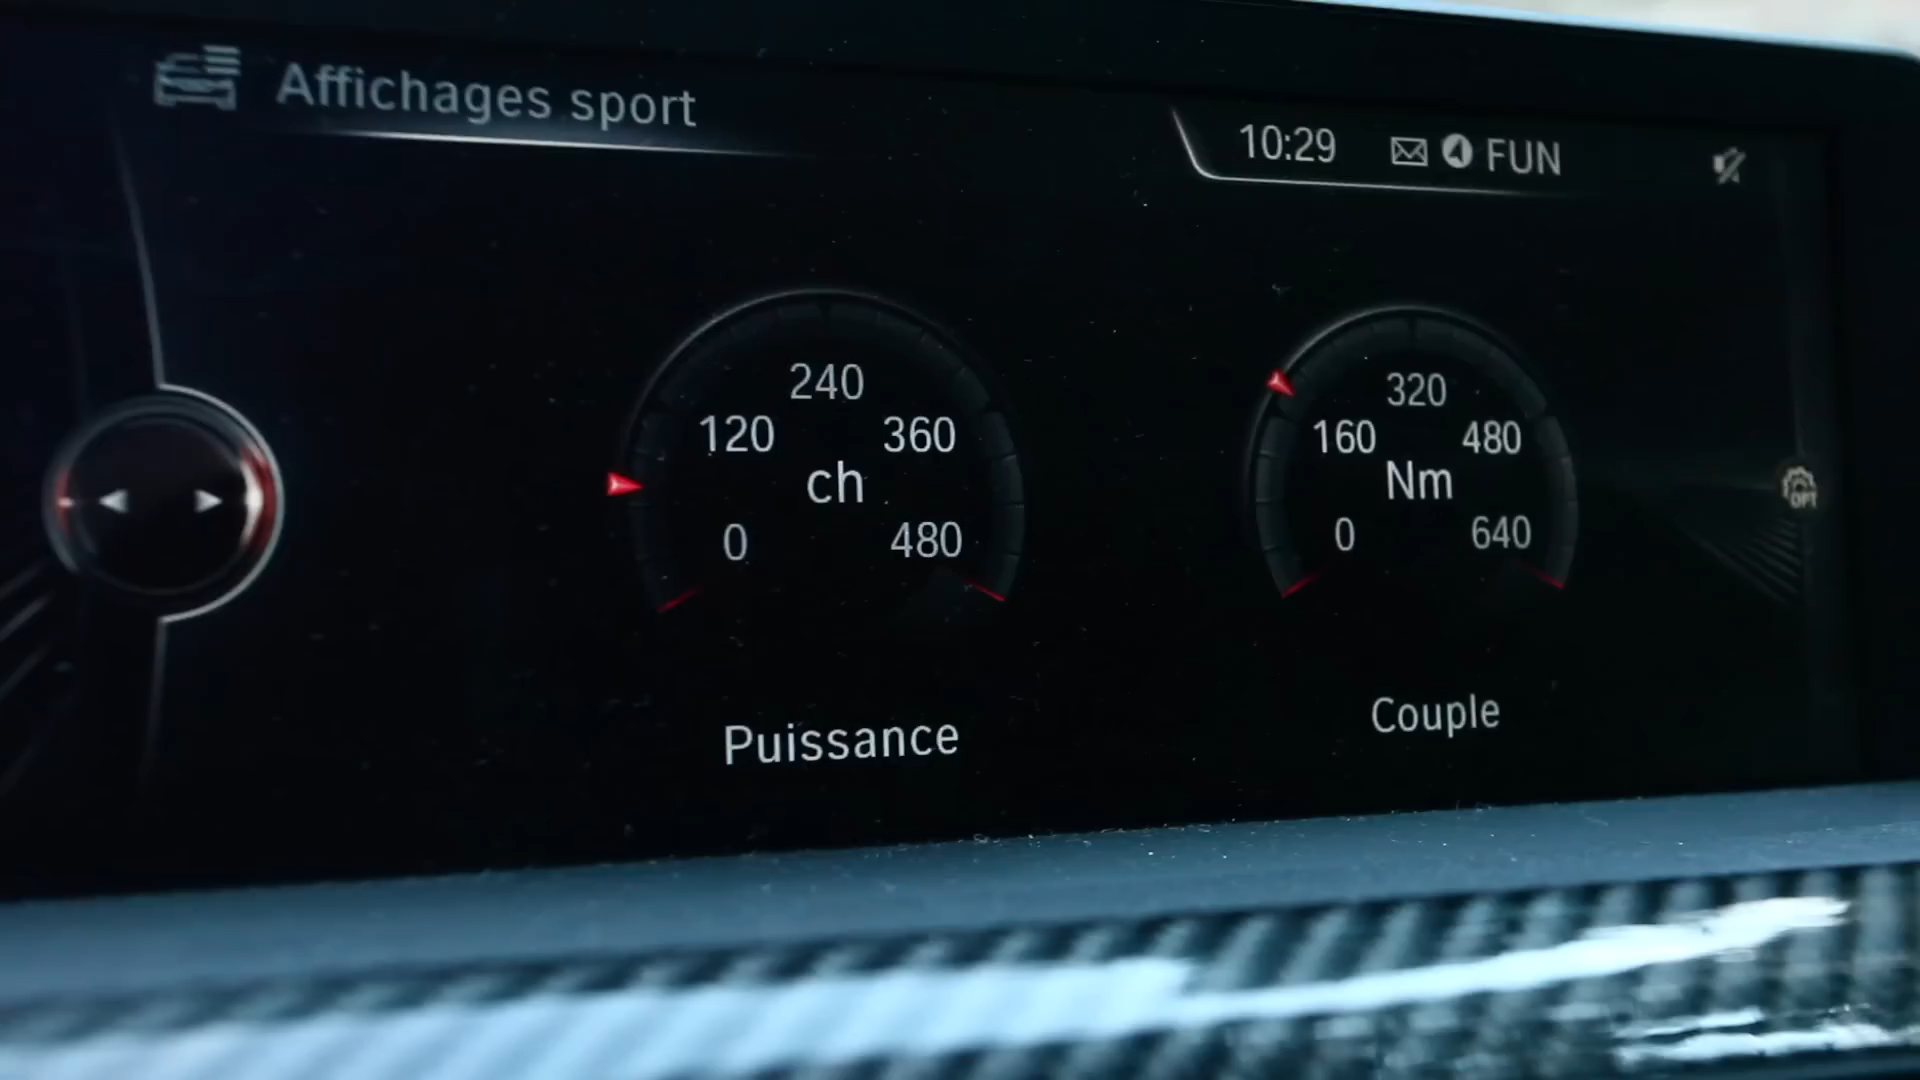 Affichages sport
10:29 FUN
240
120 360
ch
0 480
Puissance
320
160 480
Nm
0 640
Couple
OPT